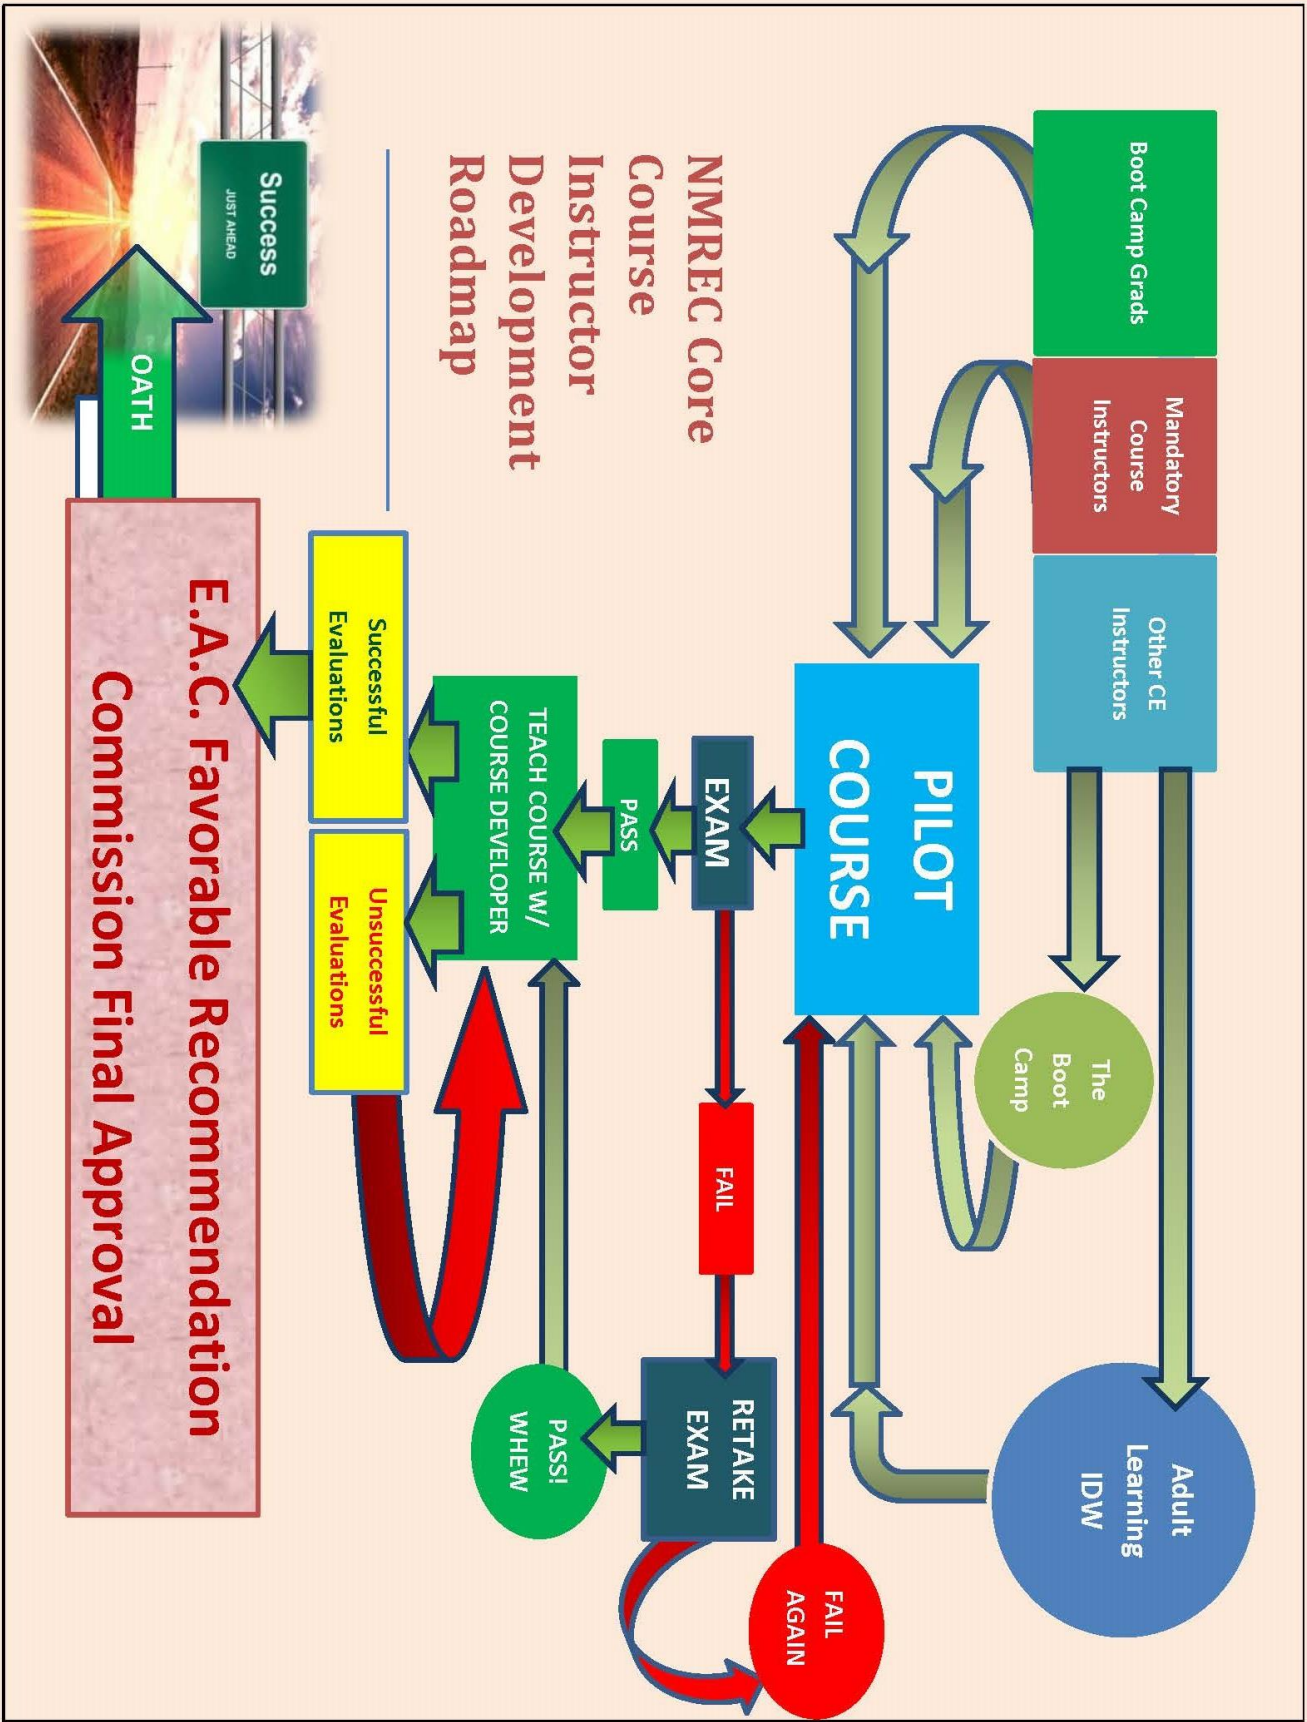 Boot Camp Grads
Mandatory
Course
Instructors
Other CE
Instructors
The
Boot
Camp
Adult
Learning
IDW
NMREC Core
Course
Instructor
Development
Roadmap
PILOT
COURSE
EXAM
FAIL
RETAKE
EXAM
FAIL
AGAIN
PASS
PASS!
WHEW
TEACH COURSE W/
COURSE DEVELOPER
Successful
Evaluations
Unsuccessful
Evaluations
Success
JUST AHEAD
OATH
E.A.C. Favorable Recommendation
Commission Final Approval